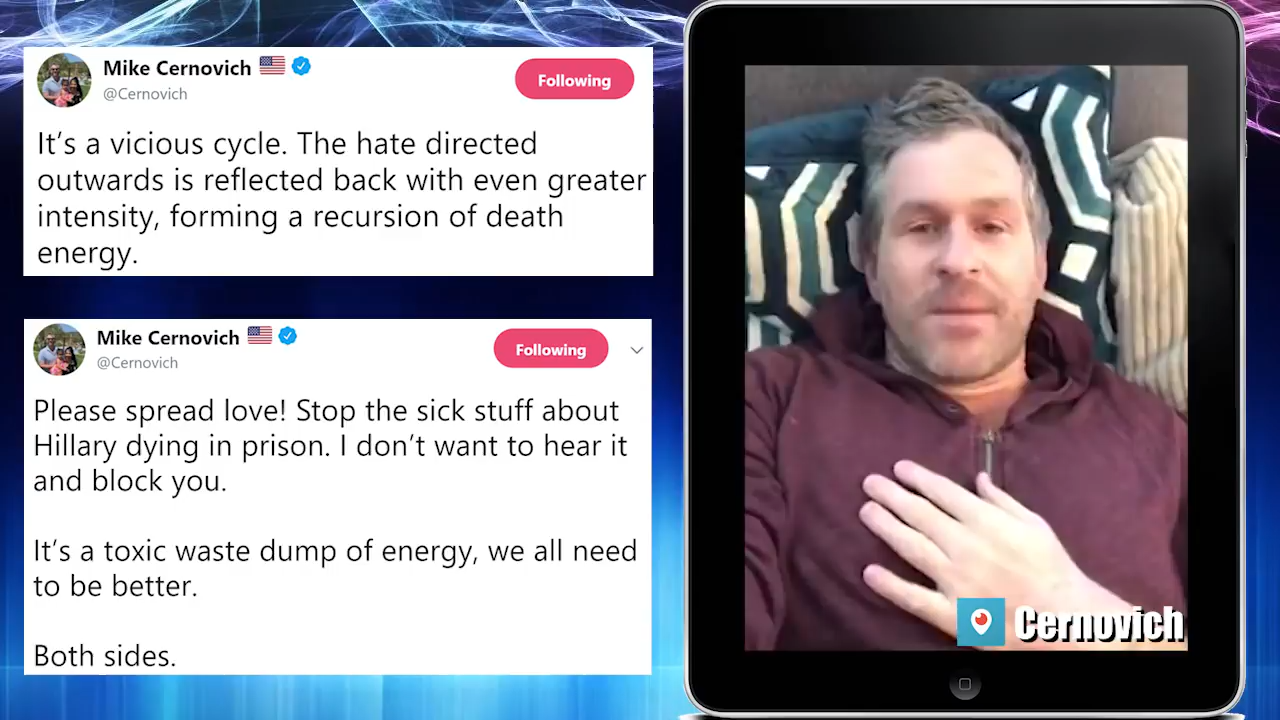 Mike Cernovich
@Cernovich
Following
It’s a vicious cycle. The hate directed
outwards is reflected back with even greater
intensity, forming a recursion of death
energy.
Mike Cernovich
@Cernovich
Following
Please spread love! Stop the sick stuff about
Hillary dying in prison. I don’t want to hear it
and block you.
It’s a toxic waste dump of energy, we all need
to be better.
Both sides.
Cernovich